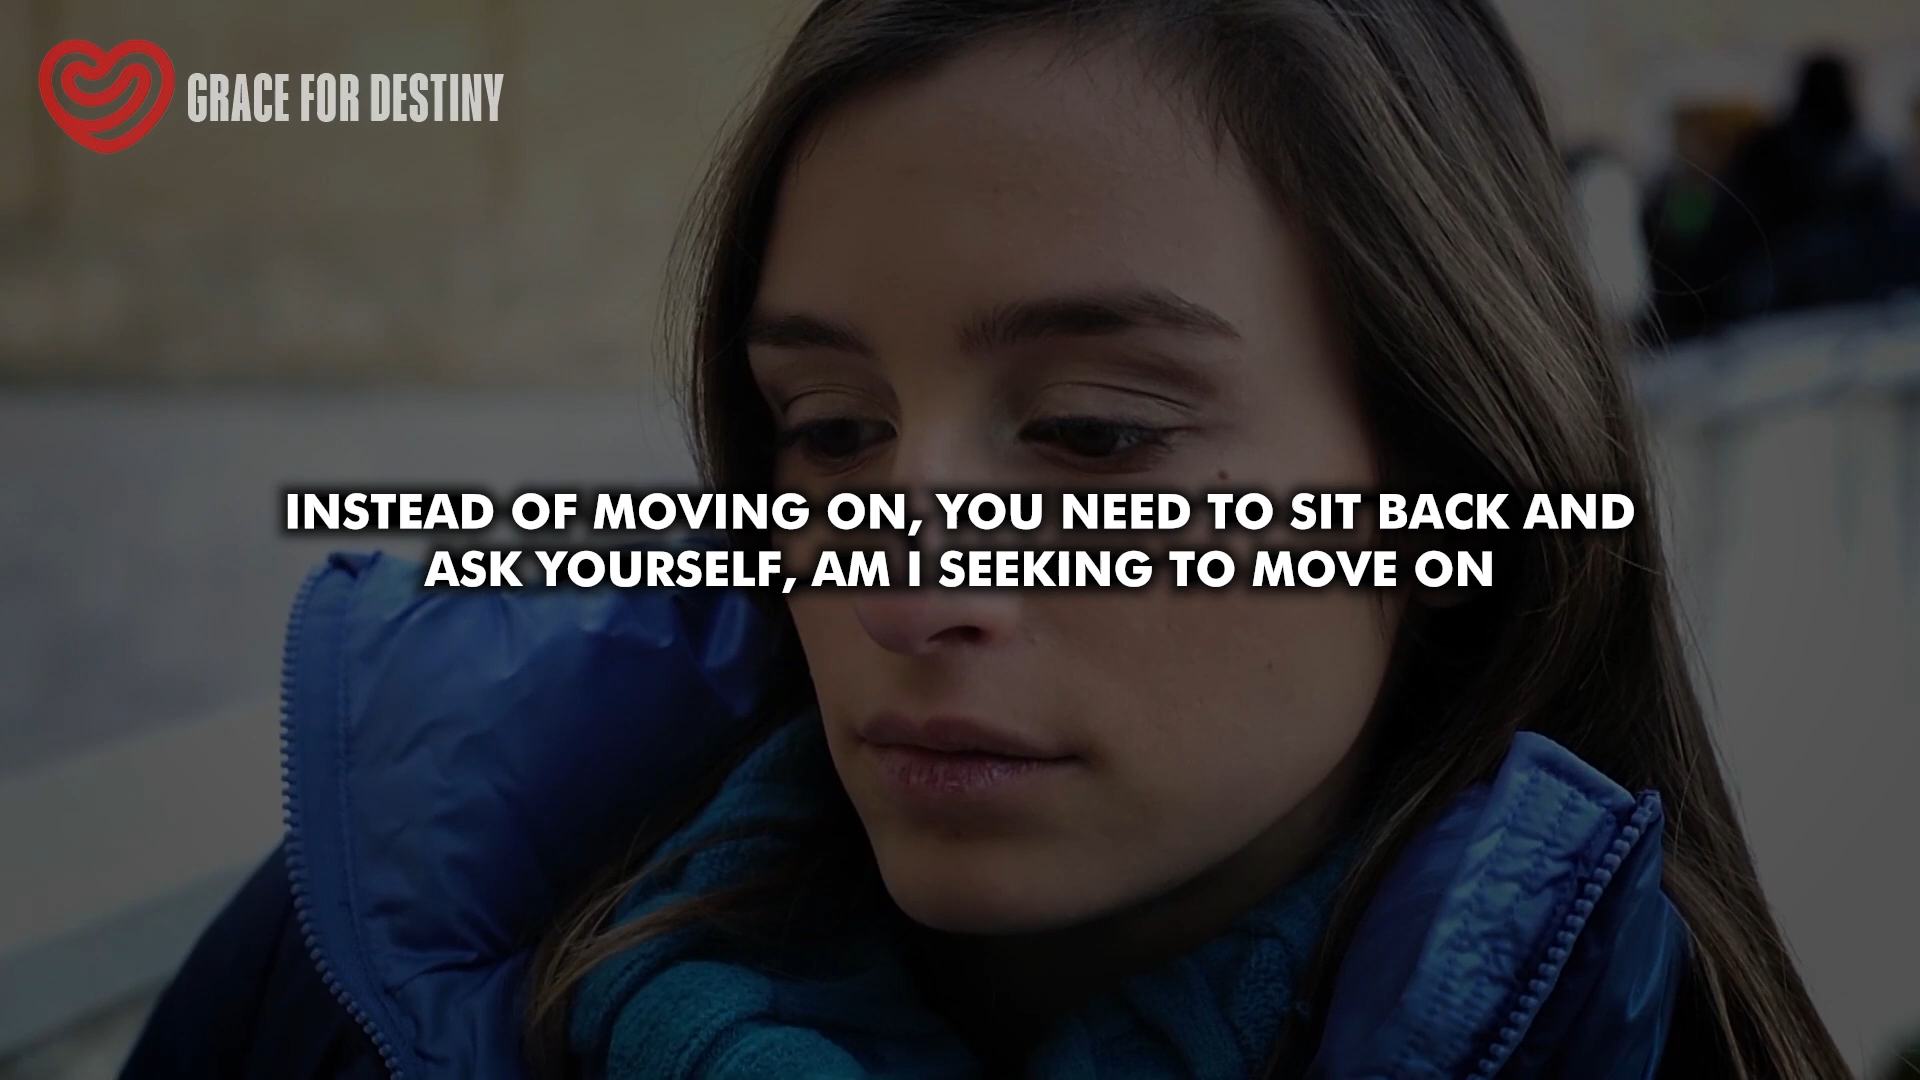 GRACE FOR DESTINY
INSTEAD OF MOVING ON, YOU NEED TO SIT BACK AND
ASK YOURSELF, AM I SEEKING TO MOVE ON